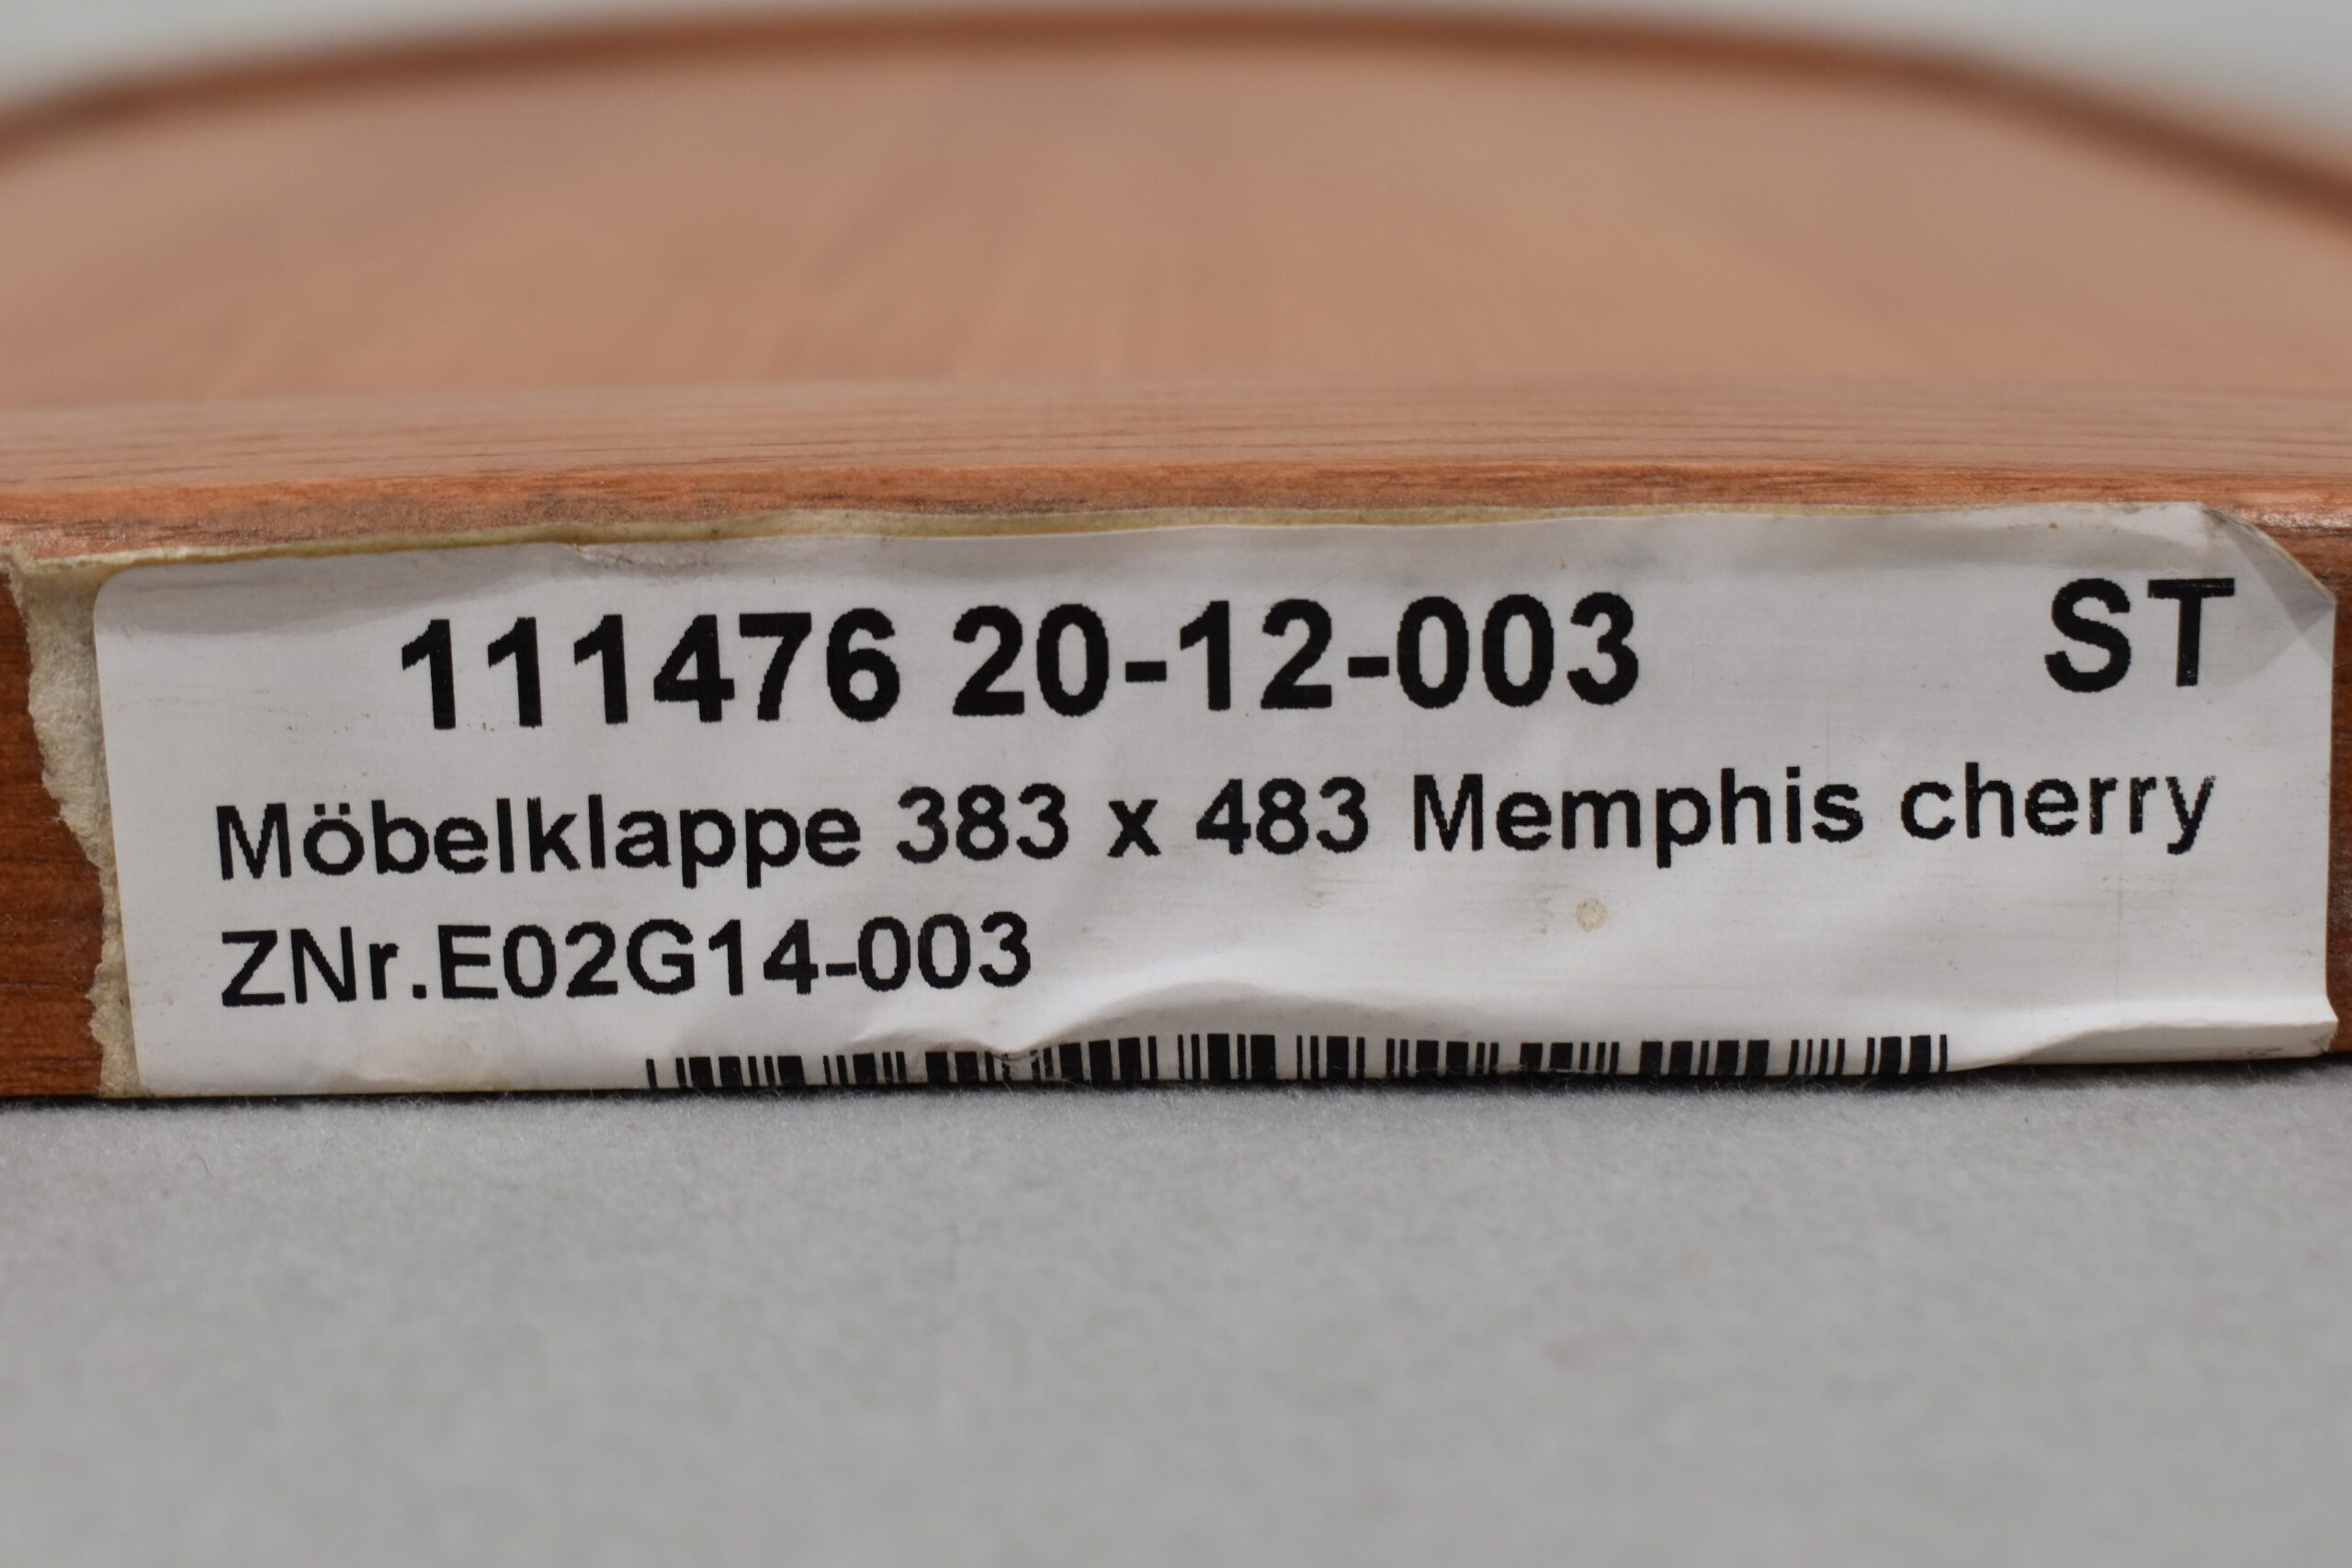 111476 20-12-003 ST
Möbelklappe 383 x 483 Memphis cherry
ZNr.E02G14-003